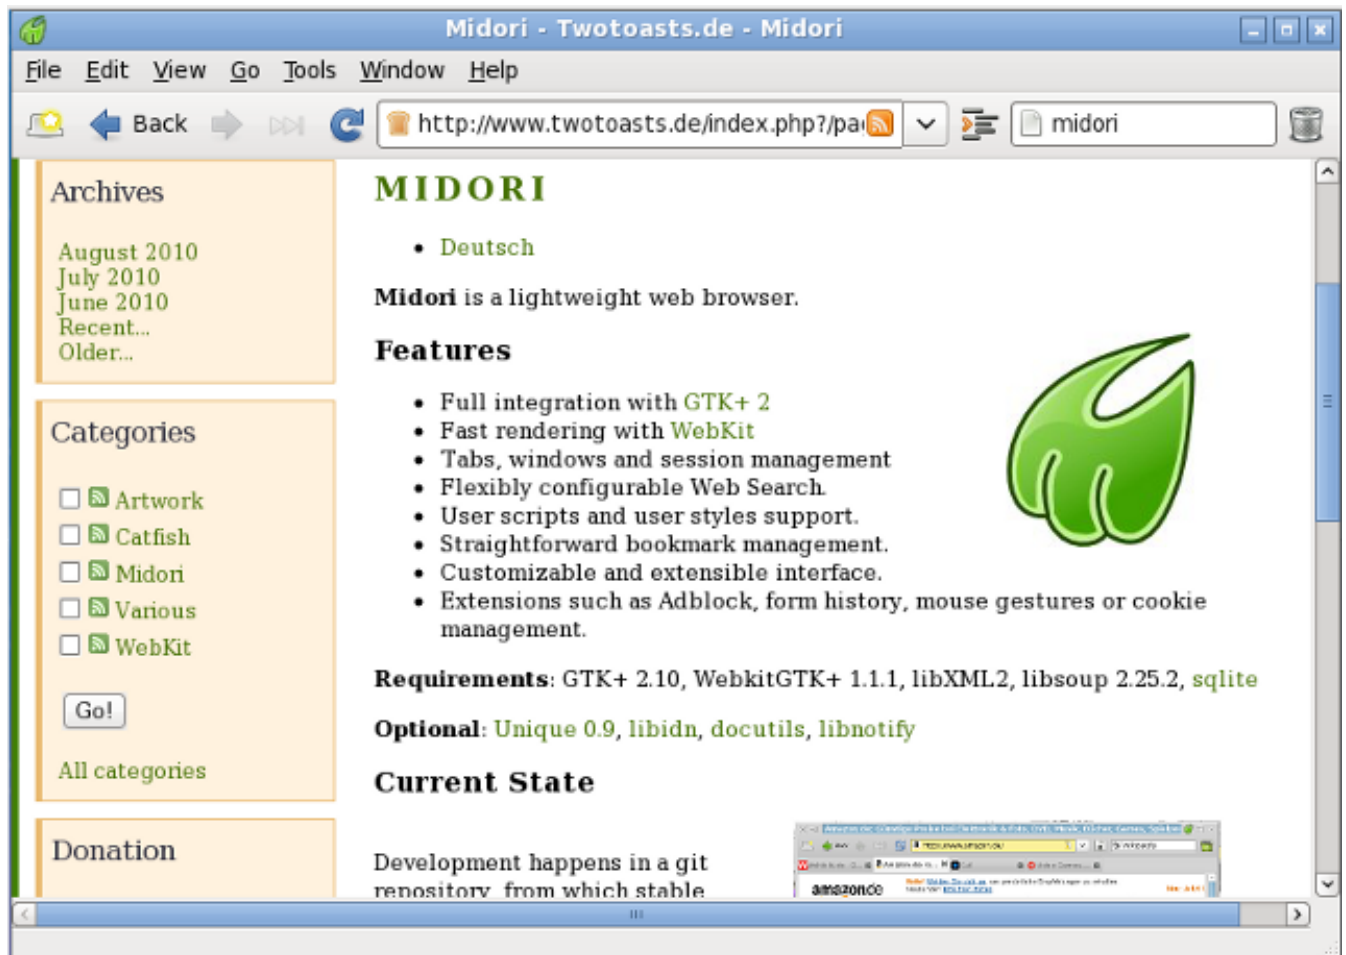 Midori - Twotoasts.de - Midori
File Edit View Go Tools Window Help
Back http://www.twotoasts.de/index.php?/pa midori
Archives
August 2010
July 2010
June 2010
Recent...
Older...
Categories
Artwork
Catfish
Midori
Various
WebKit
Go!
All categories
Donation
MIDORI
Deutsch
Midori is a lightweight web browser.
Features
Full integration with GTK+ 2
Fast rendering with WebKit
Tabs, windows and session management
Flexibly configurable Web Search.
User scripts and user styles support.
Straightforward bookmark management.
Customizable and extensible interface.
Extensions such as Adblock, form history, mouse gestures or cookie
management.
Requirements: GTK+ 2.10, WebkitGTK+ 1.1.1, libXML2, libsoup 2.25.2, sqlite
Optional: Unique 0.9, libidn, docutils, libnotify
Current State
Development happens in a git
repository, from which stable
amazon.de